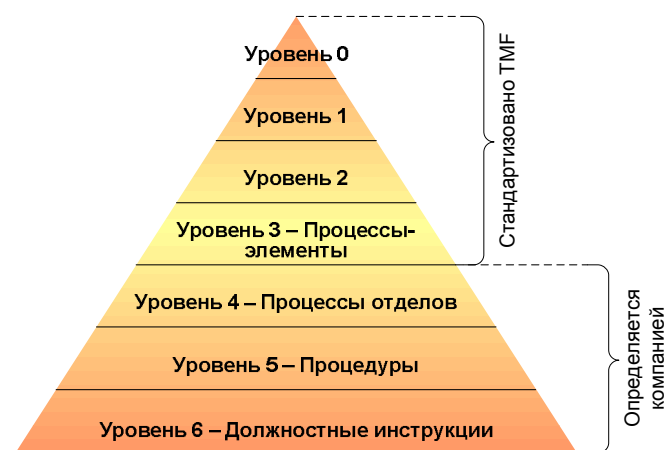 Уровень 0
Уровень 1
Уровень 2
Уровень 3 – Процессы-
элементы
Уровень 4 – Процессы отделов
Уровень 5 – Процедуры
Уровень 6 – Должностные инструкции
Стандартизовано TMF
Определяется
компанией